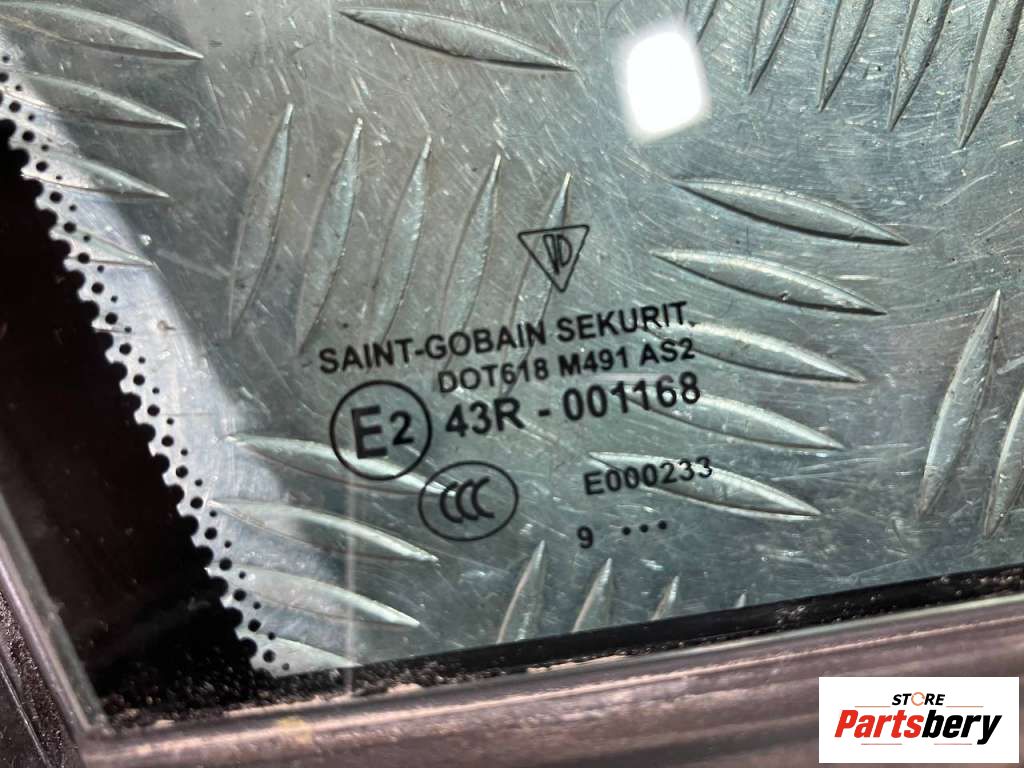 SAINT-GOBAIN SEKURIT.
DOT618 M491 AS2
E2 43R - 001168
CCC E000233
9 ...
STORE
Partsbery